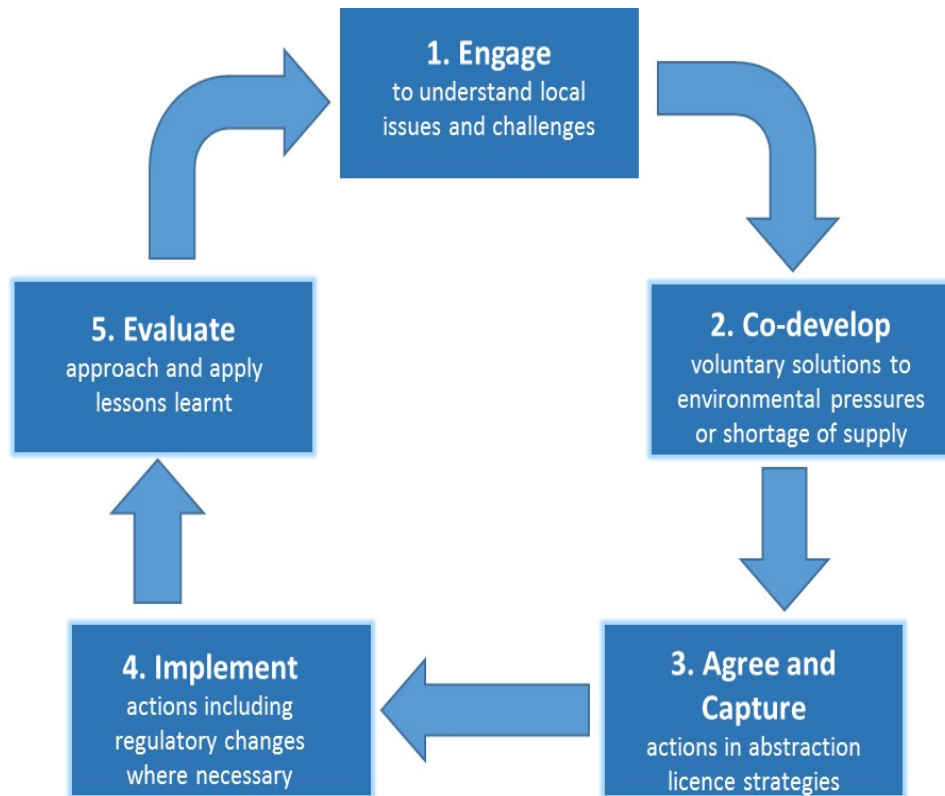 1. Engage
to understand local
issues and challenges
2. Co-develop
voluntary solutions to
environmental pressures
or shortage of supply
3. Agree and
Capture
actions in abstraction
licence strategies
4. Implement
actions including
regulatory changes
where necessary
5. Evaluate
approach and apply
lessons learnt